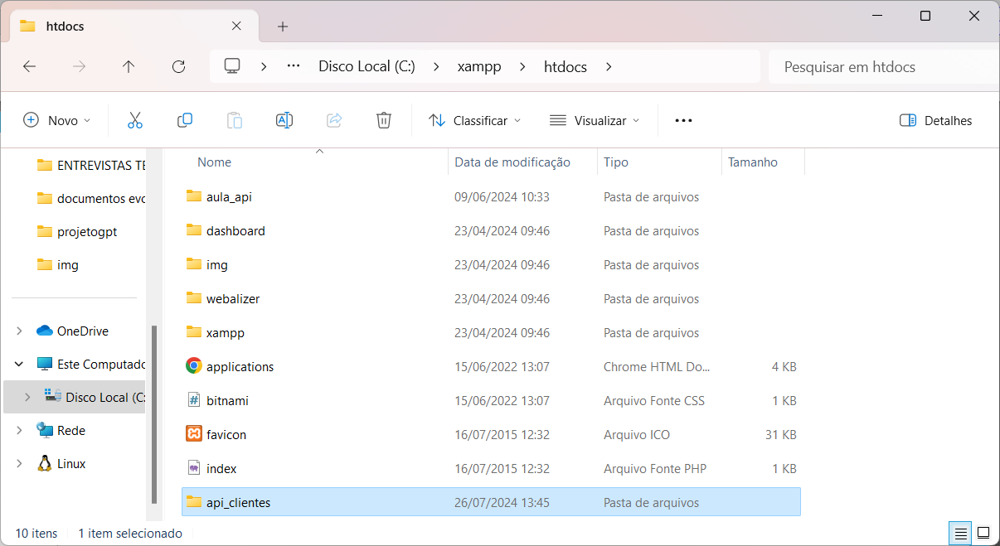 htdocs
Disco Local (C:) xampp htdocs
Pesquisar em htdocs
Novo
Classificar
Visualizar
Detalhes
ENTREVISTAS TE
documentos evo
projetogpt
img
OneDrive
Este Computado
Disco Local (C:
Rede
Linux
Nome Data de modificação Tipo Tamanho
aula_api 09/06/2024 10:33 Pasta de arquivos
dashboard 23/04/2024 09:46 Pasta de arquivos
img 23/04/2024 09:46 Pasta de arquivos
webalizer 23/04/2024 09:46 Pasta de arquivos
xampp 23/04/2024 09:46 Pasta de arquivos
applications 15/06/2022 13:07 Chrome HTML Do... 4 KB
bitnami 15/06/2022 13:07 Arquivo Fonte CSS 1 KB
favicon 16/07/2015 12:32 Arquivo ICO 31 KB
index 16/07/2015 12:32 Arquivo Fonte PHP 1 KB
api_clientes 26/07/2024 13:45 Pasta de arquivos
10 itens 1 item selecionado